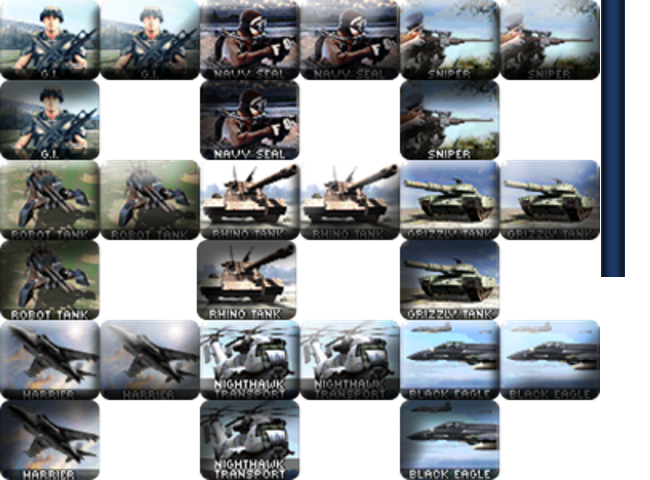 G.I. G.I. NAVY SEAL NAVY SEAL SNIPER SNIPER
G.I. NAVY SEAL SNIPER
ROBOT TANK ROBOT TANK RHINO TANK RHINO TANK GRIZZLY TANK GRIZZLY TANK
ROBOT TANK RHINO TANK GRIZZLY TANK
HARRIER HARRIER NIGHTHAWK NIGHTHAWK BLACK EAGLE BLACK EAGLE
TRANSPORT TRANSPORT
HARRIER NIGHTHAWK BLACK EAGLE
TRANSPORT